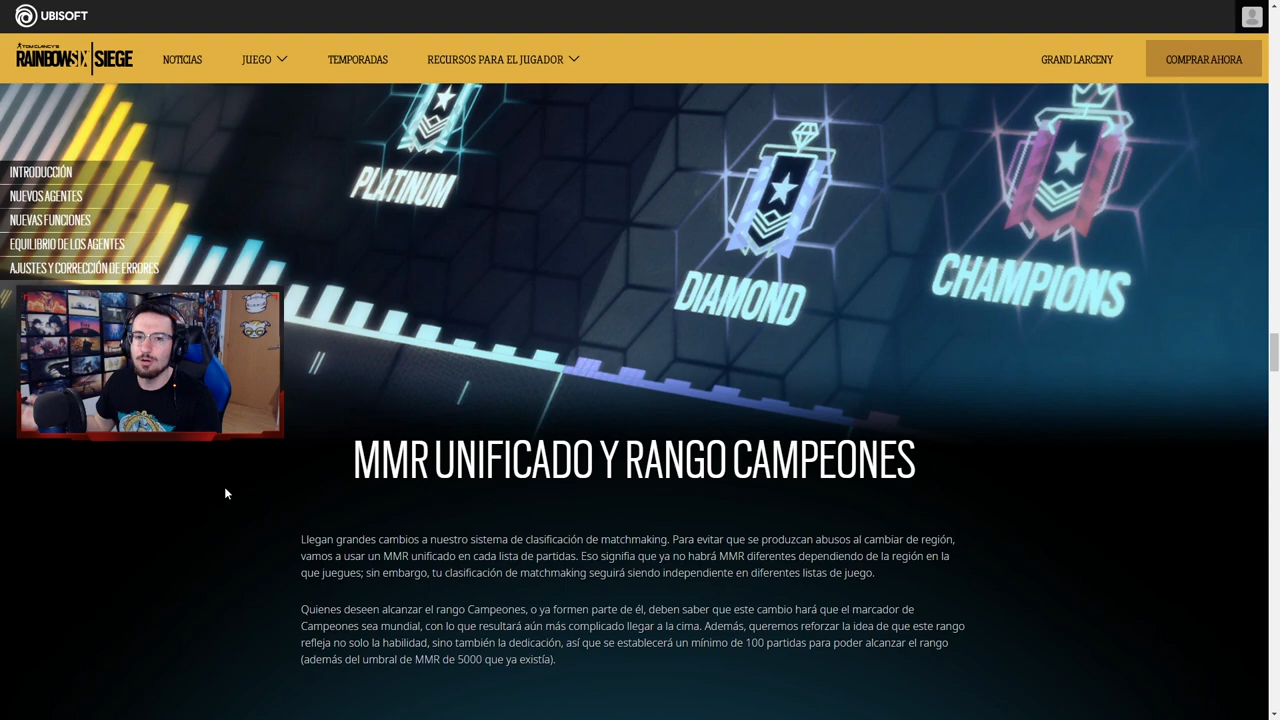 UBISOFT
TOM CLANCY'S
RAINBOWSIX SIEGE
NOTICIAS
JUEGO
TEMPORADAS
RECURSOS PARA EL JUGADOR
GRAND LARCENY
COMPRAR AHORA
INTRODUCCIÓN
NUEVOS AGENTES
NUEVAS FUNCIONES
EQUILIBRIO DE LOS AGENTES
AJUSTES Y CORRECCIÓN DE ERRORES
PLATINUM
DIAMOND
CHAMPIONS
MMR UNIFICADO Y RANGO CAMPEONES
Llegan grandes cambios a nuestro sistema de clasificación de matchmaking. Para evitar que se produzcan abusos al cambiar de región,
vamos a usar un MMR unificado en cada lista de partidas. Eso significa que ya no habrá MMR diferentes dependiendo de la región en la
que juegues; sin embargo, tu clasificación de matchmaking seguirá siendo independiente en diferentes listas de juego.
Quienes deseen alcanzar el rango Campeones, o ya formen parte de él, deben saber que este cambio hará que el marcador de
Campeones sea mundial, con lo que resultará aún más complicado llegar a la cima. Además, queremos reforzar la idea de que este rango
refleja no solo la habilidad, sino también la dedicación, así que se establecerá un mínimo de 100 partidas para poder alcanzar el rango
(además del umbral de MMR de 5000 que ya existía).